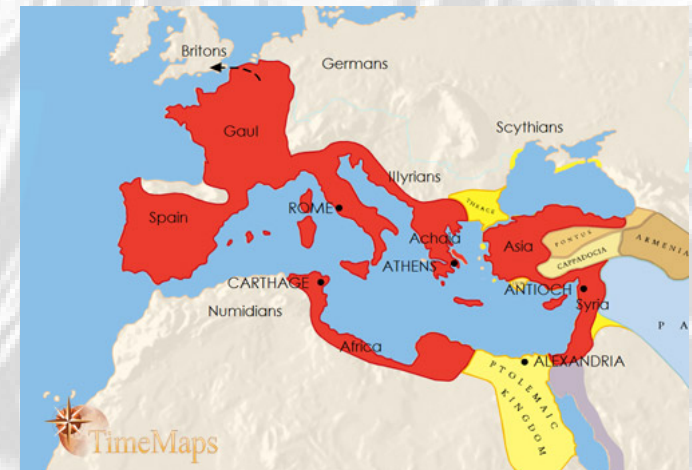 Britons
Germans
Gaul
Scythians
Illyrians
THRACE
Spain
ROME
Achaia
Asia
PONTUS
ARMENIA
CAPPADOCIA
ATHENS
CARTHAGE
ANTIOCH
Syria
Numidians
P A
Africa
ALEXANDRIA
PTOLEMAIC
KINGDOM
TimeMaps